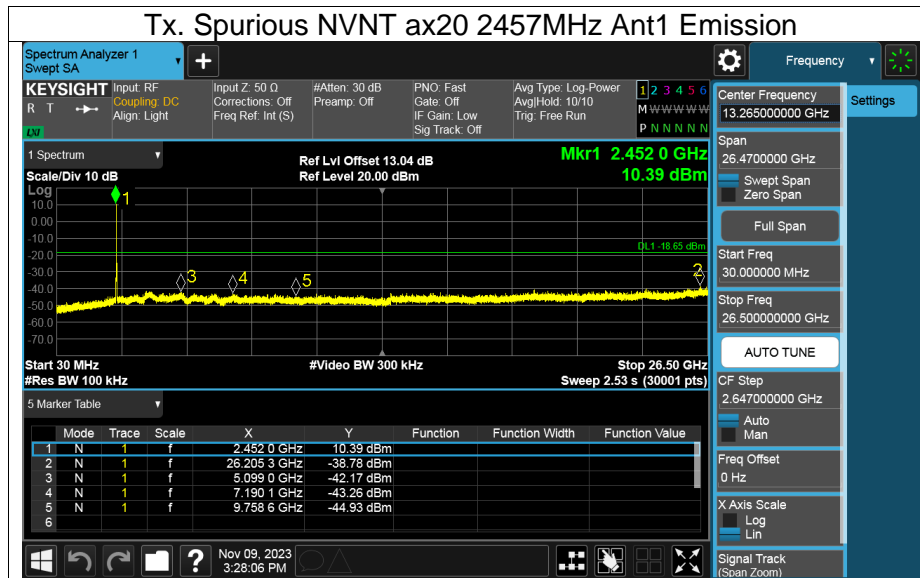 Tx. Spurious NVNT ax20 2457MHz Ant1 Emission
Spectrum Analyzer 1
Swept SA
+
Frequency
KEYSIGHT
R T
LXI
Input: RF
Coupling: DC
Align: Light
Input Z: 50 Ω
Corrections: Off
Freq Ref: Int (S)
#Atten: 30 dB
Preamp: Off
PNO: Fast
Gate: Off
IF Gain: Low
Sig Track: Off
Avg Type: Log-Power
Avg|Hold: 10/10
Trig: Free Run
1 2 3 4 5 6
M W W W W W
P N N N N N
1 Spectrum
Scale/Div 10 dB
Ref Lvl Offset 13.04 dB
Ref Level 20.00 dBm
Mkr1 2.452 0 GHz
10.39 dBm
Log
10.0
0.00
-10.0
-20.0
-30.0
-40.0
-50.0
-60.0
-70.0
1
3
4
5
2
DL1 -18.65 dBm
Start 30 MHz
#Res BW 100 kHz
#Video BW 300 kHz
Stop 26.50 GHz
Sweep 2.53 s (30001 pts)
5 Marker Table
Mode Trace Scale X Y Function Function Width Function Value
1 N 1 f 2.452 0 GHz 10.39 dBm
2 N 1 f 26.205 3 GHz -38.78 dBm
3 N 1 f 5.099 0 GHz -42.17 dBm
4 N 1 f 7.190 1 GHz -43.26 dBm
5 N 1 f 9.758 6 GHz -44.93 dBm
6
?
Nov 09, 2023
3:28:06 PM
Settings
Center Frequency
13.265000000 GHz
Span
26.4700000 GHz
Swept Span
Zero Span
Full Span
Start Freq
30.000000 MHz
Stop Freq
26.500000000 GHz
AUTO TUNE
CF Step
2.647000000 GHz
Auto
Man
Freq Offset
0 Hz
X Axis Scale
Log
Lin
Signal Track
(Span Zoom)